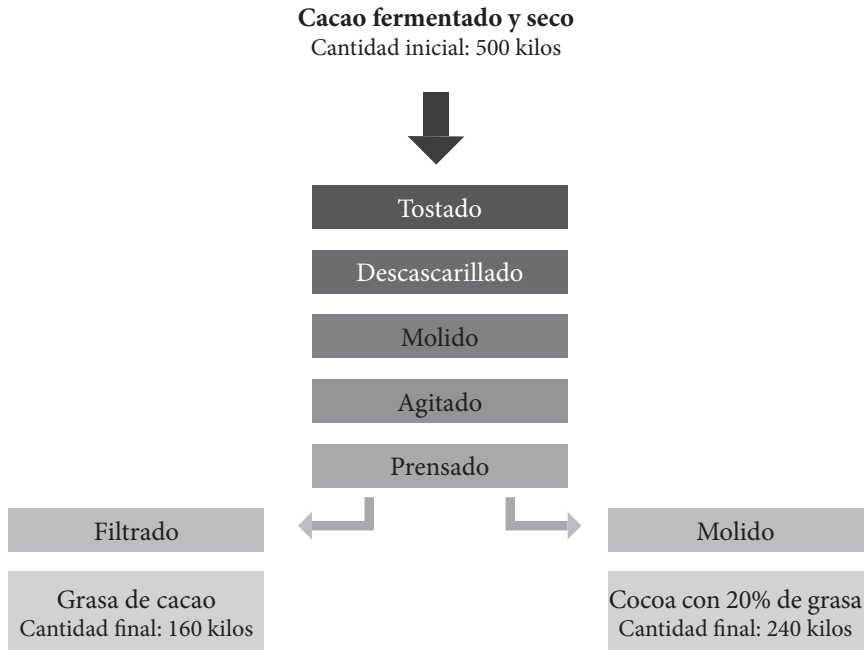 Cacao fermentado y seco
Cantidad inicial: 500 kilos
Tostado
Descascarillado
Molido
Agitado
Prensado
Filtrado
Molido
Grasa de cacao
Cantidad final: 160 kilos
Cocoa con 20% de grasa
Cantidad final: 240 kilos